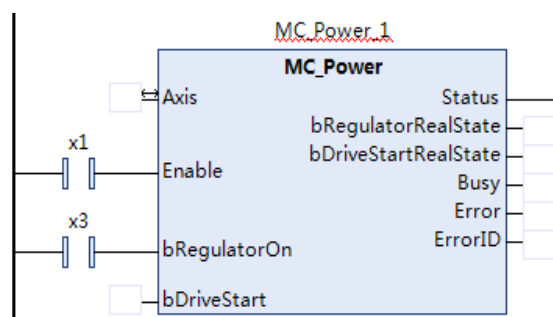 MC_Power_1
MC_Power
Axis
Status
bRegulatorRealState
bDriveStartRealState
x1
Enable
Busy
Error
x3
bRegulatorOn
ErrorID
bDriveStart